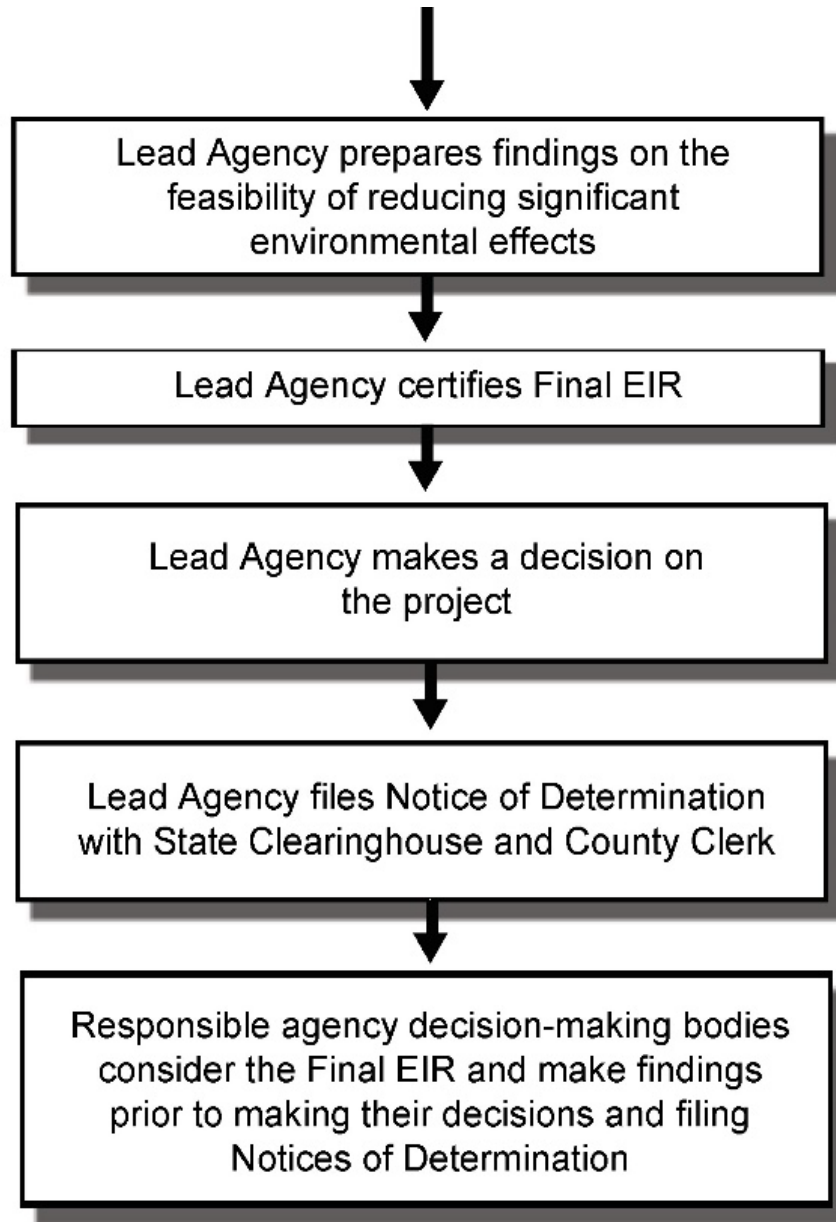 Lead Agency prepares findings on the
feasibility of reducing significant
environmental effects
Lead Agency certifies Final EIR
Lead Agency makes a decision on
the project
Lead Agency files Notice of Determination
with State Clearinghouse and County Clerk
Responsible agency decision-making bodies
consider the Final EIR and make findings
prior to making their decisions and filing
Notices of Determination